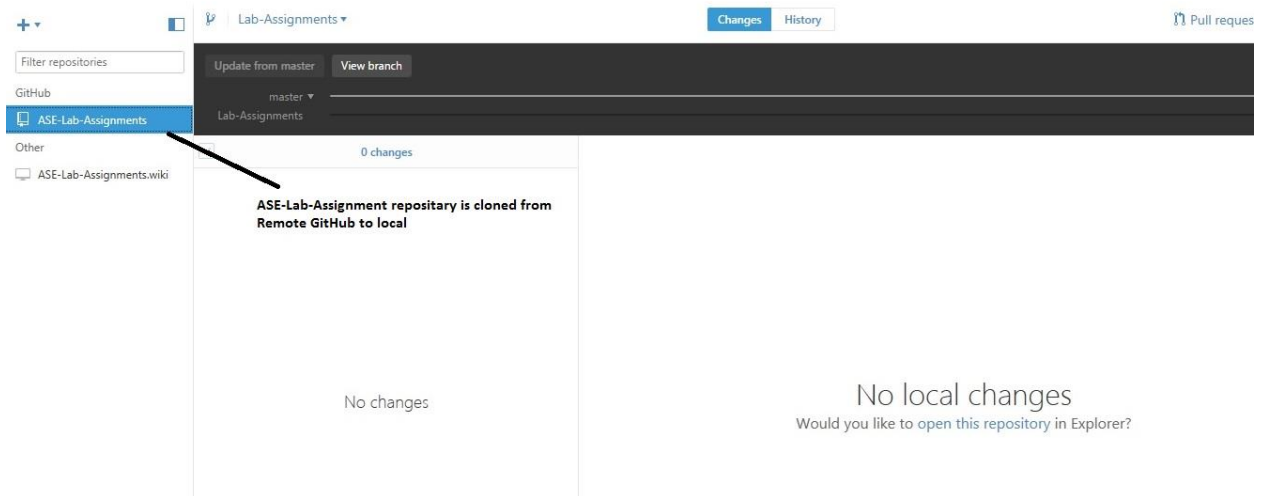 Lab-Assignments
Changes
History
Pull reques
Filter repositories
Update from master
View branch
GitHub
master
Lab-Assignments
ASE-Lab-Assignments
Other
0 changes
ASE-Lab-Assignments.wiki
ASE-Lab-Assignment repositary is cloned from
Remote GitHub to local
No changes
No local changes
Would you like to open this repository in Explorer?